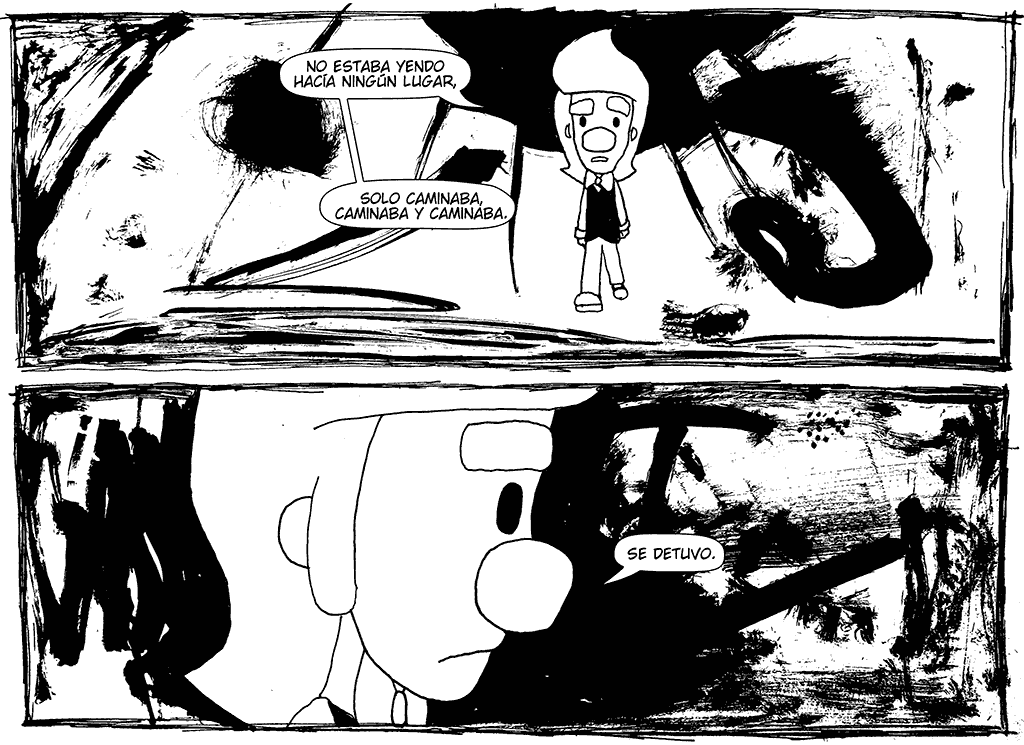 NO ESTABA YENDO
HACÍA NINGÚN LUGAR,
SOLO CAMINABA,
CAMINABA Y CAMINABA.
SE DETUVO.